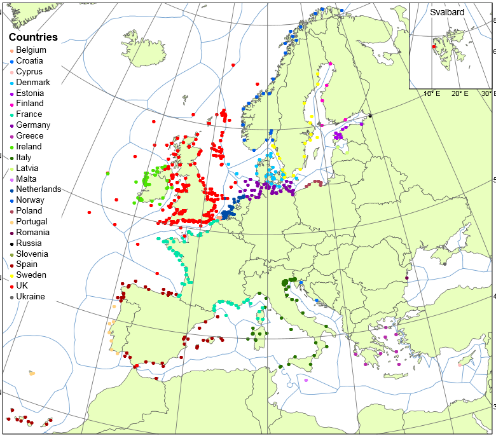 Svalbard
10° E 20° E 30° E
Countries
Belgium
Croatia
Cyprus
Denmark
Estonia
Finland
France
Germany
Greece
Ireland
Italy
Latvia
Malta
Netherlands
Norway
Poland
Portugal
Romania
Russia
Slovenia
Spain
Sweden
UK
Ukraine